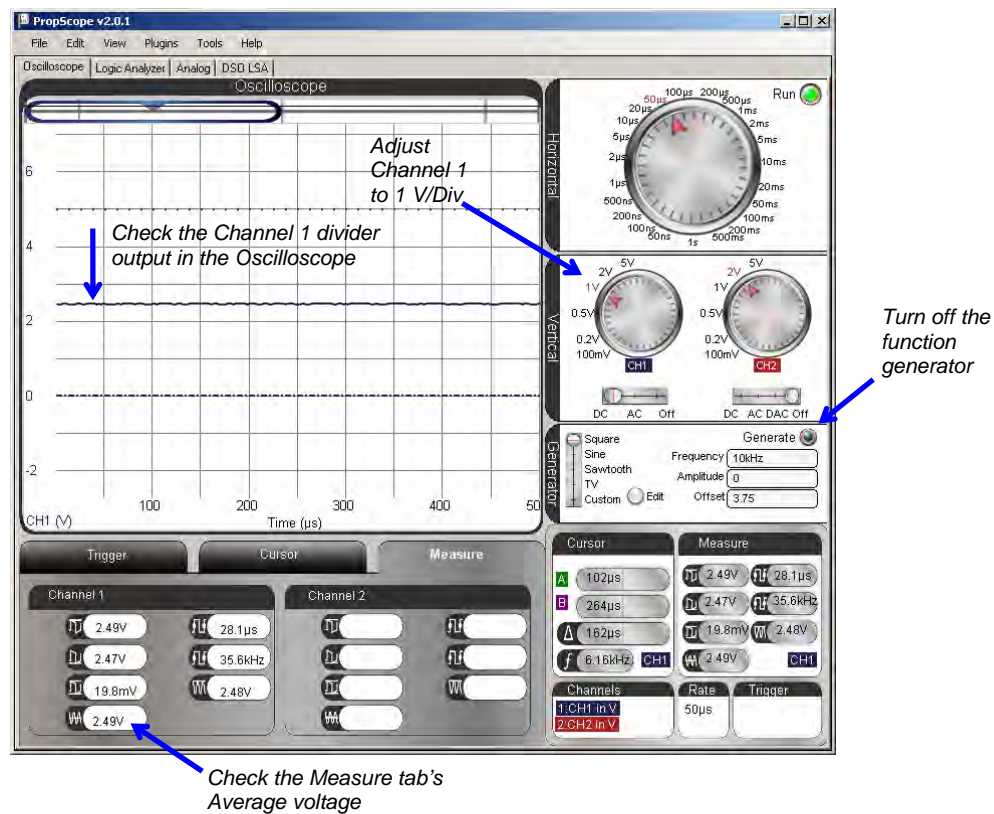 PropScope v2.0.1
File Edit View Plugins Tools Help
Oscilloscope Logic Analyzer Analog DSO LSA
Oscilloscope
6
4
2
0
-2
100 200 300 400 50
CH1 (V)
Time (µs)
Adjust
Channel 1
to 1 V/Div
Check the Channel 1 divider
output in the Oscilloscope
Horizontal
Run
50ns 100ns 200ns 500ns 1µs 2µs 5µs 10µs 20µs 50µs 100µs 200µs 500µs 1ms 2ms 5ms 10ms 20ms 50ms 100ms 200ms 500ms 1s
Vertical
100mV 0.2V 0.5V 1V 2V 5V
CH1
DC AC Off
100mV 0.2V 0.5V 1V 2V 5V
CH2
DC AC DAC Off
Turn off the
function
generator
Generator
Square
Sine
Sawtooth
TV
Custom Edit
Generate
Frequency 10kHz
Amplitude 0
Offset 3.75
Trigger Cursor Measure
Channel 1
2.49V 28.1µs
2.47V 35.6kHz
19.8mV 2.48V
2.49V
Channel 2
Cursor
A 102µs
B 264µs
Δ 162µs
f 6.16kHz CH1
Measure
2.49V 28.1µs
2.47V 35.6kHz
19.8mV 2.48V
2.49V CH1
Channels
1:CH1 in V
2:CH2 in V
Rate
50µs
Trigger
Check the Measure tab's
Average voltage